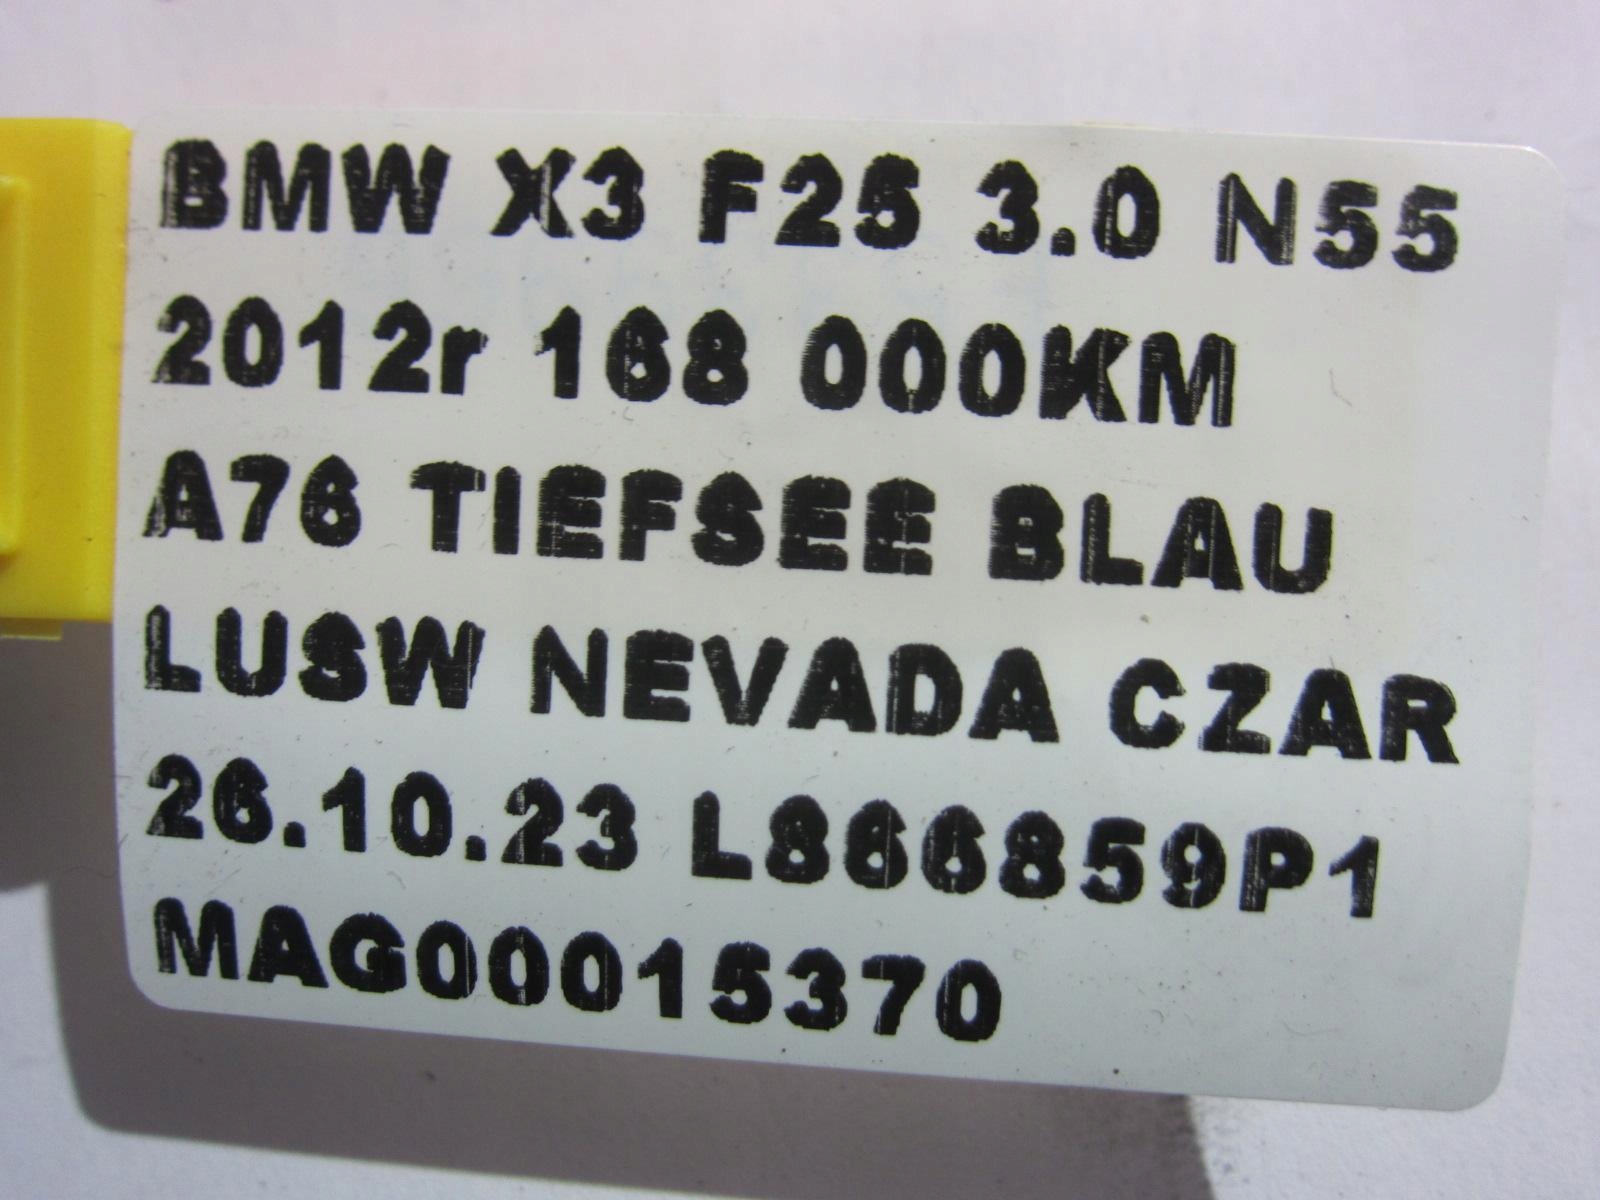 BMW X3 F25 3.0 N55
2012r 168 000KM
A76 TIEFSEE BLAU
LUSW NEVADA CZAR
26.10.23 L866859P1
MAG00015370